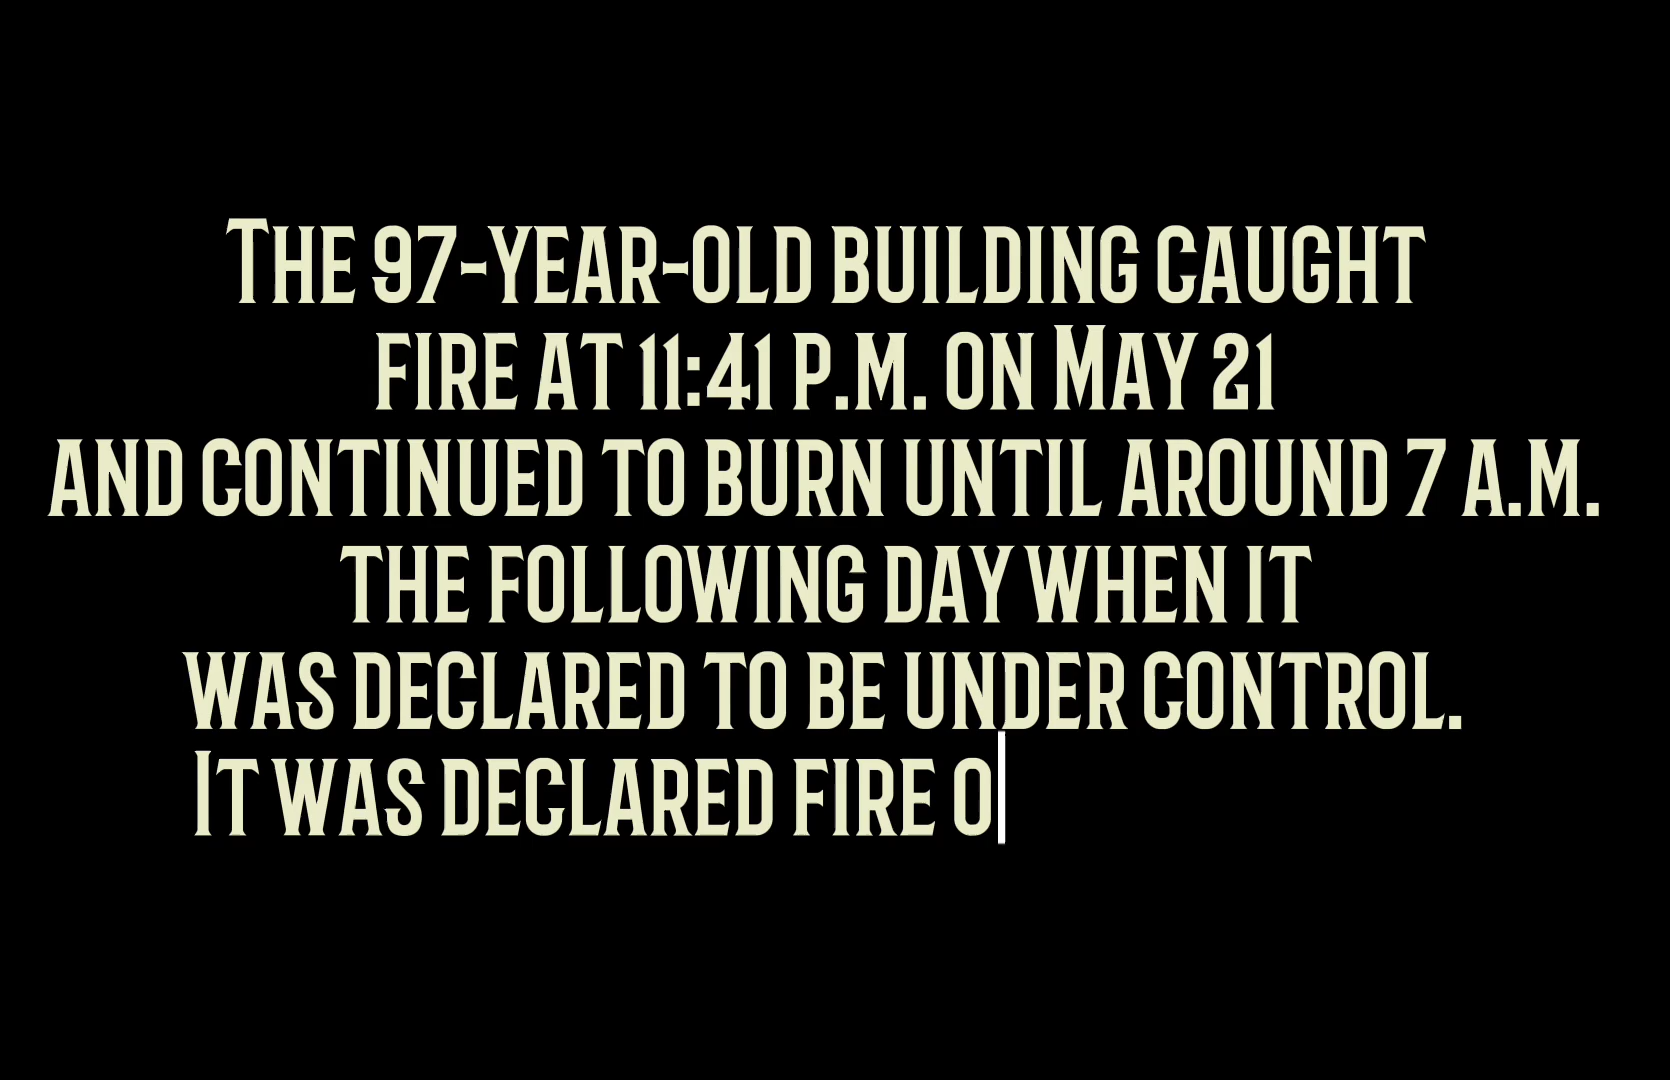 The 97-year-old building caught
fire at 11:41 p.m. on May 21
and continued to burn until around 7 a.m.
the following day when it
was declared to be under control.
It was declared fire o